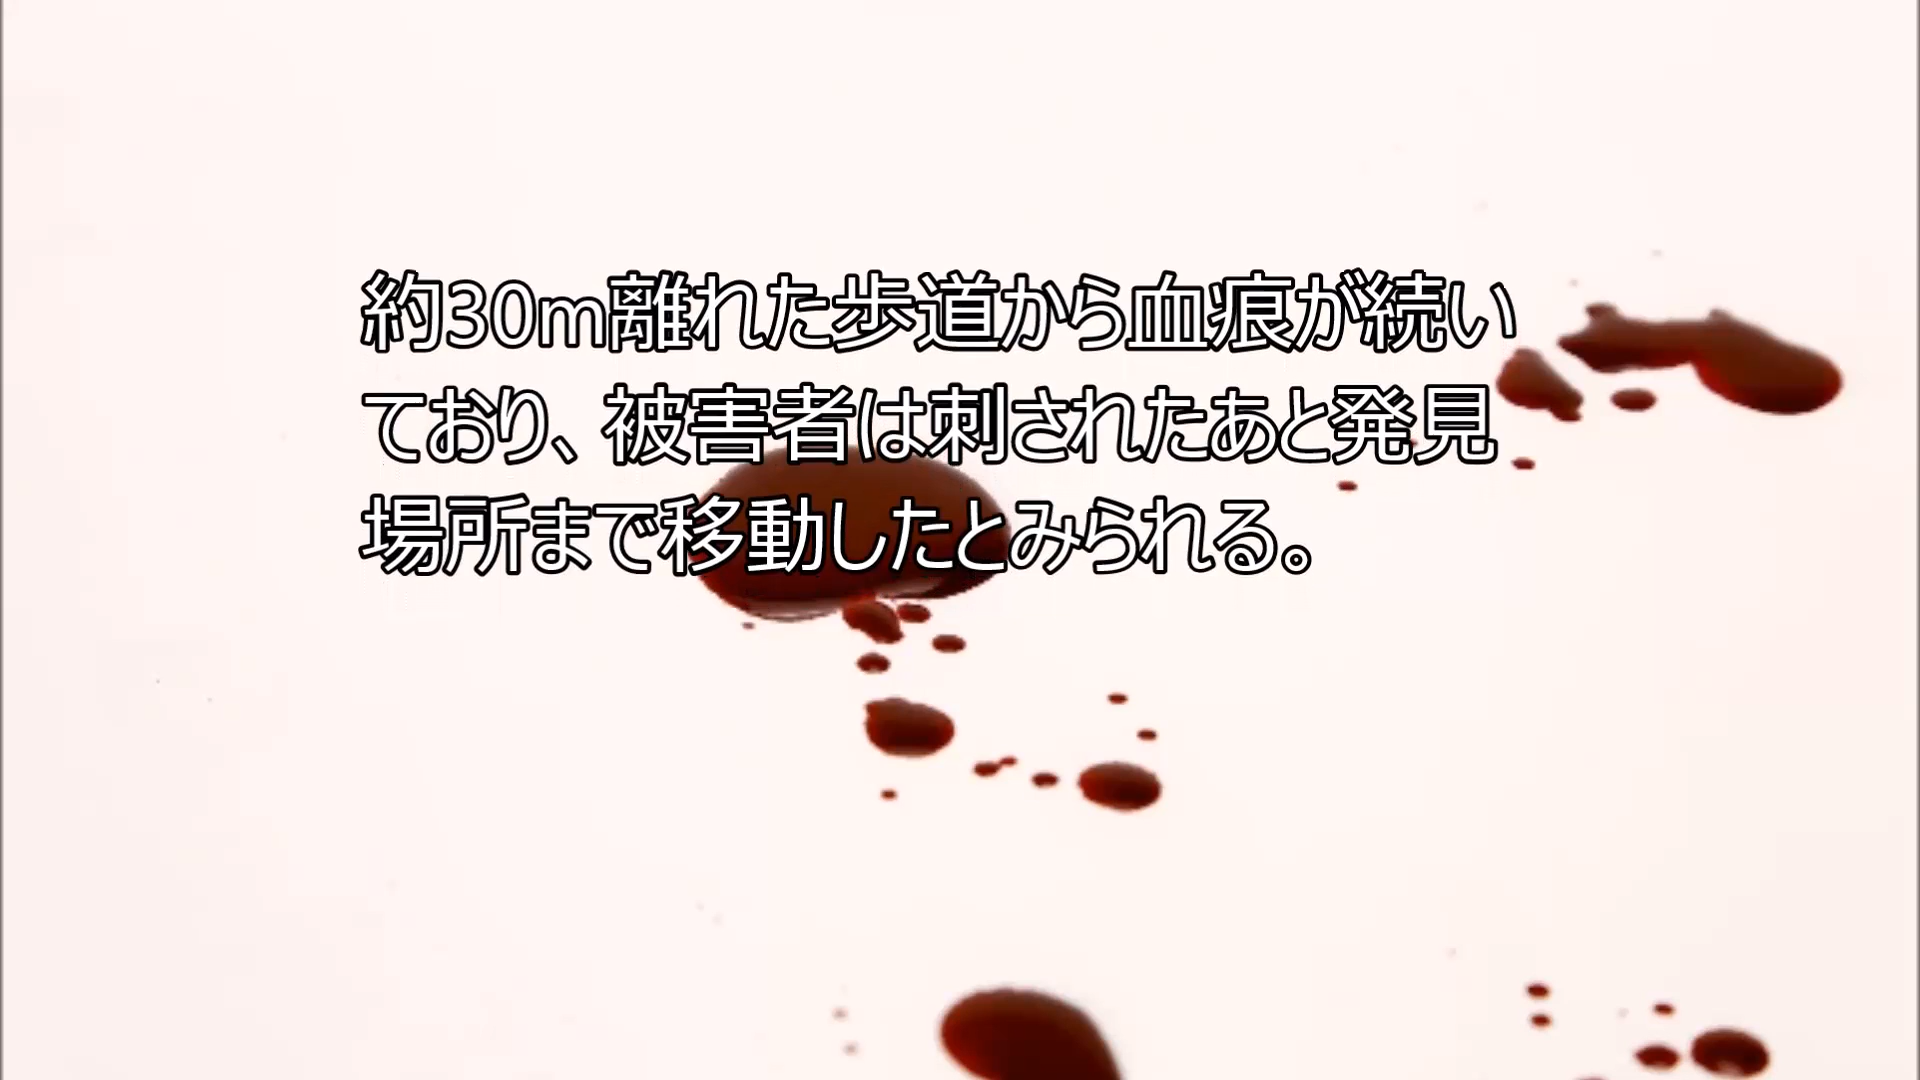 約30m離れた歩道から血痕が続い
ており、被害者は刺されたあと発見
場所まで移動したとみられる。